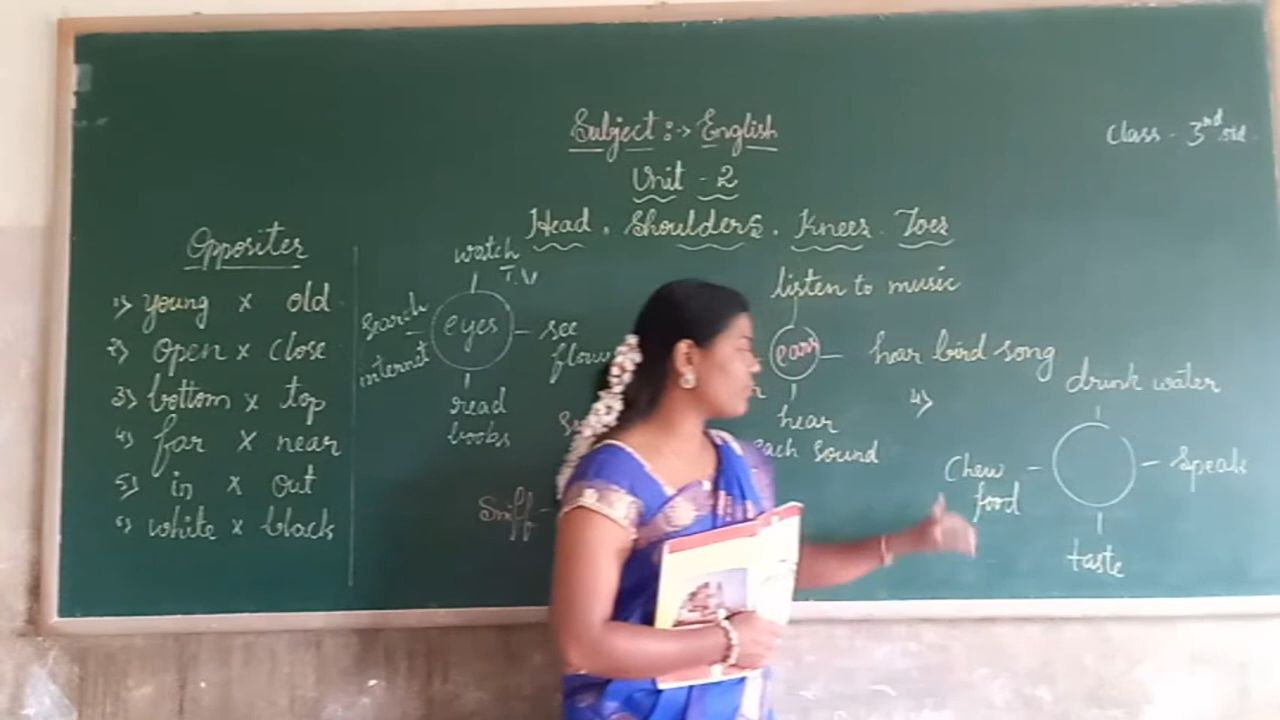 Subject :-> English
Class - 3nd std.
Unit - 2
Head . Shoulders . Knees . Toes
Opposites
1> young x old
2> open x close
3> bottom x top
4> far x near
5> in x out
6> white x black
watch
T.V
search
internet
eyes
see
read
books
Sniff
listen to music
ears
hear bird song
hear
each sound
4>
drink water
Chew
food
Speak
taste